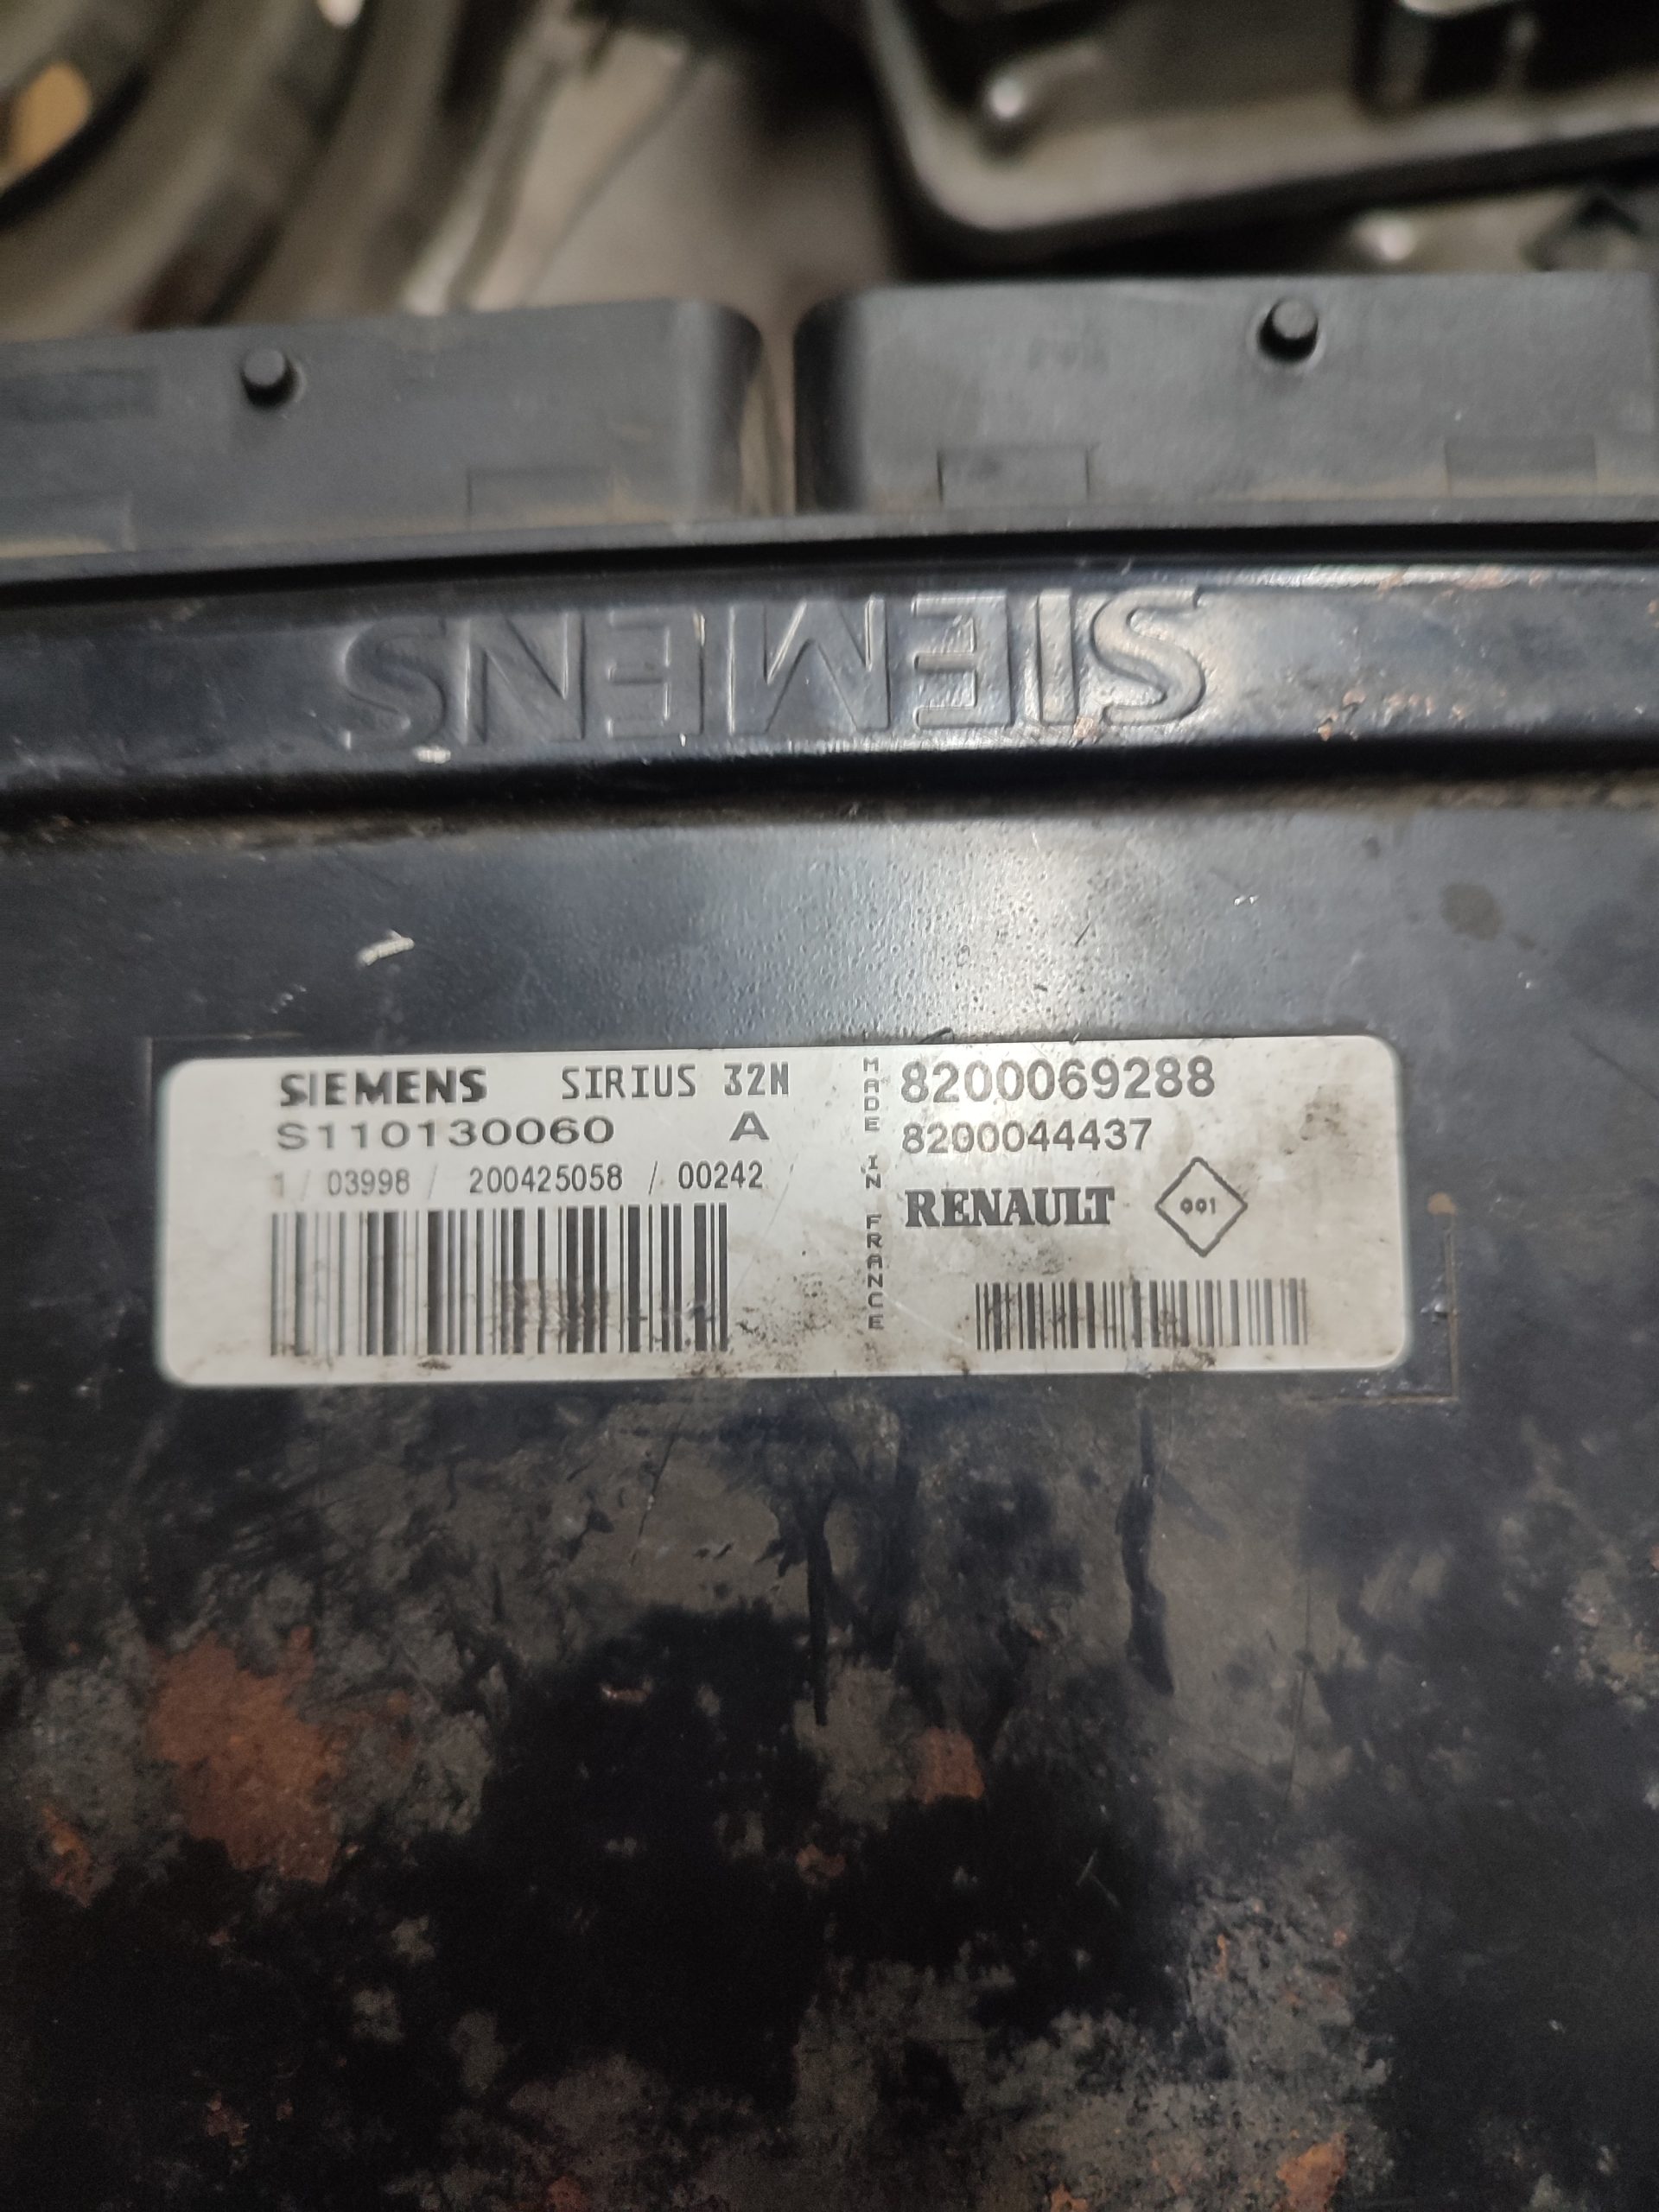 SIEMENS
SIEMENS SIRIUS 32N
S110130060 A
1 / 03998 / 200425058 / 00242
MADE IN FRANCE
8200069288
8200044437
RENAULT 001